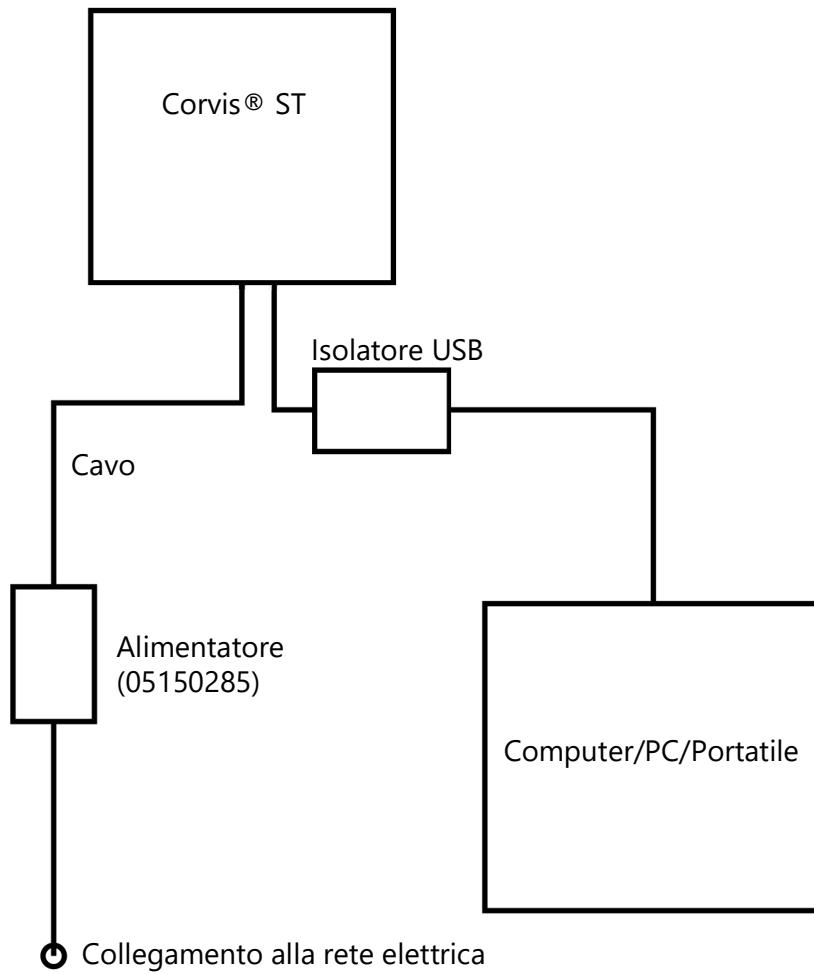 Corvis® ST
Isolatore USB
Cavo
Alimentatore
(05150285)
Computer/PC/Portatile
Collegamento alla rete elettrica